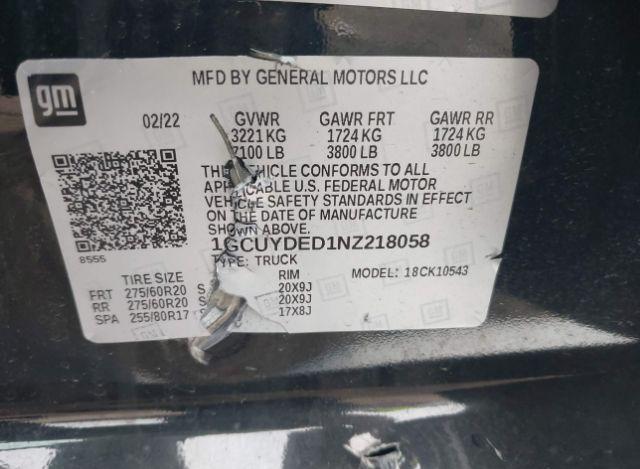 MFD BY GENERAL MOTORS LLC
gm
02/22 GVWR GAWR FRT GAWR RR
3221 KG 1724 KG 1724 KG
7100 LB 3800 LB 3800 LB
THE VEHICLE CONFORMS TO ALL
APPLICABLE U.S. FEDERAL MOTOR
VEHICLE SAFETY STANDARDS IN EFFECT
ON THE DATE OF MANUFACTURE
SHOWN ABOVE.
1GCUYDED1NZ218058
8555
TYPE: TRUCK
TIRE SIZE RIM MODEL: 18CK10543
FRT 275/60R20 S 20X9J
RR 275/60R20 S 20X9J
SPA 255/80R17 17X8J